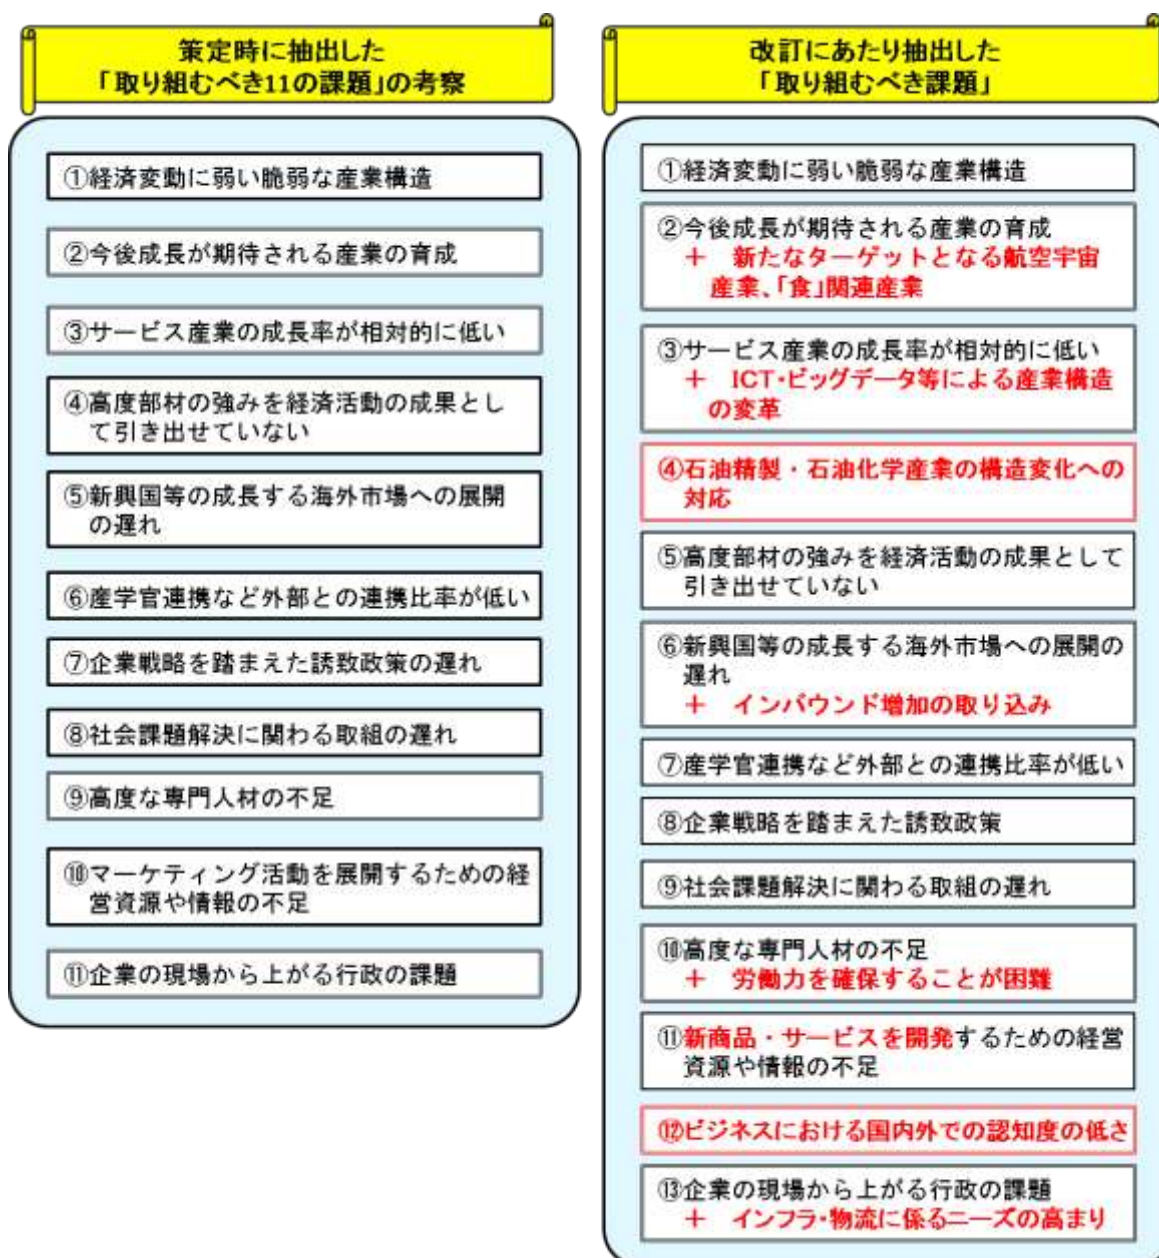 策定時に抽出した
「取り組むべき11の課題」の考察
①経済変動に弱い脆弱な産業構造
②今後成長が期待される産業の育成
③サービス産業の成長率が相対的に低い
④高度部材の強みを経済活動の成果とし
て引き出せていない
⑤新興国等の成長する海外市場への展開
の遅れ
⑥産学官連携など外部との連携比率が低い
⑦企業戦略を踏まえた誘致政策の遅れ
⑧社会課題解決に関わる取組の遅れ
⑨高度な専門人材の不足
⑩マーケティング活動を展開するための経
営資源や情報の不足
⑪企業の現場から上がる行政の課題
改訂にあたり抽出した
「取り組むべき課題」
①経済変動に弱い脆弱な産業構造
②今後成長が期待される産業の育成
＋　新たなターゲットとなる航空宇宙
産業、「食」関連産業
③サービス産業の成長率が相対的に低い
＋　ICT・ビッグデータ等による産業構造
の変革
④石油精製・石油化学産業の構造変化への
対応
⑤高度部材の強みを経済活動の成果として
引き出せていない
⑥新興国等の成長する海外市場への展開の
遅れ
＋　インバウンド増加の取り込み
⑦産学官連携など外部との連携比率が低い
⑧企業戦略を踏まえた誘致政策
⑨社会課題解決に関わる取組の遅れ
⑩高度な専門人材の不足
＋　労働力を確保することが困難
⑪新商品・サービスを開発するための経営
資源や情報の不足
⑫ビジネスにおける国内外での認知度の低さ
⑬企業の現場から上がる行政の課題
＋　インフラ・物流に係るニーズの高まり